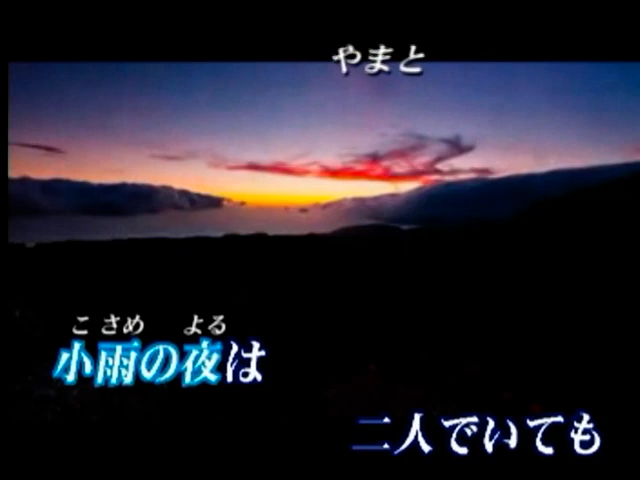 やまと
こさめ よる
小雨の夜は
二人でいても